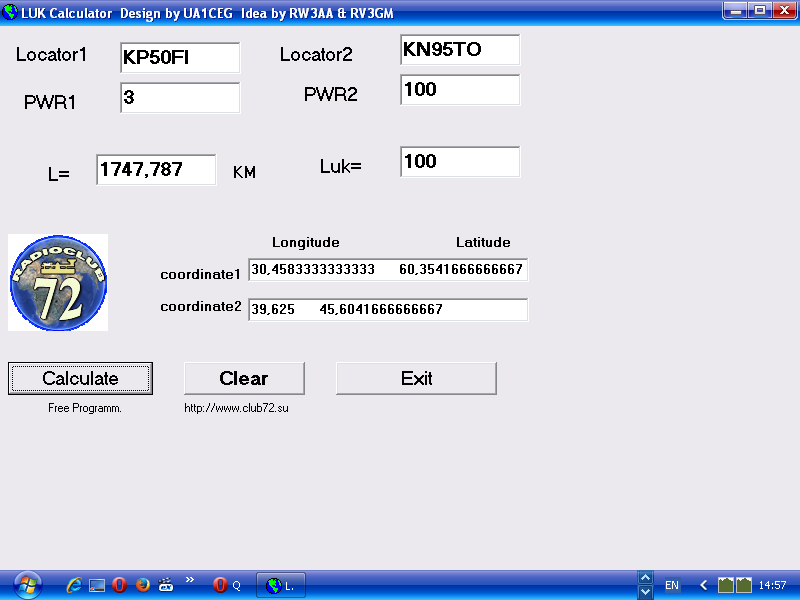 LUK Calculator Design by UA1CEG Idea by RW3AA & RV3GM
Locator1 KP50FI Locator2 KN95TO
PWR1 3 PWR2 100
L= 1747,787 KM Luk= 100
Longitude Latitude
coordinate1 30,4583333333333 60,3541666666667
coordinate2 39,625 45,6041666666667
RADIOCLUB
72
Calculate Clear Exit
Free Programm. http://www.club72.su
Q L. EN 14:57